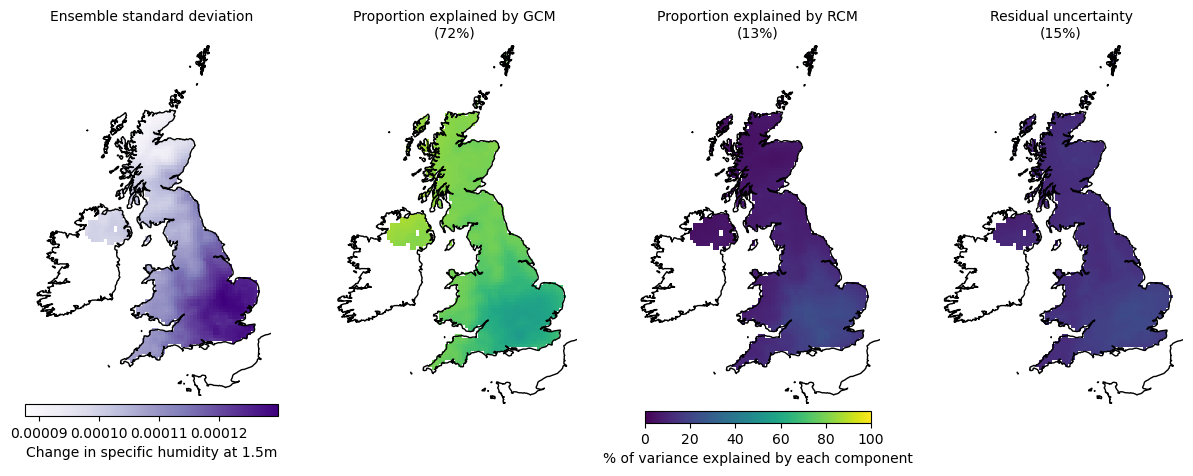 Ensemble standard deviation
Proportion explained by GCM
(72%)
Proportion explained by RCM
(13%)
Residual uncertainty
(15%)
0.00009 0.00010 0.00011 0.00012
Change in specific humidity at 1.5m
0 20 40 60 80 100
% of variance explained by each component